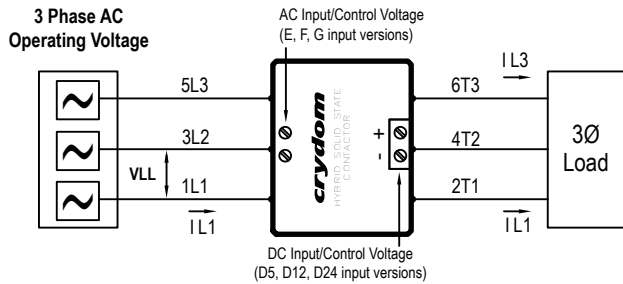 3 Phase AC
Operating Voltage
AC Input/Control Voltage
(E, F, G input versions)
5L3
3L2
VLL
1L1
I L1
crydom
HYBRID SOLID STATE
CONTACTOR
+
-
I L3
6T3
4T2
2T1
I L1
3Ø
Load
DC Input/Control Voltage
(D5, D12, D24 input versions)